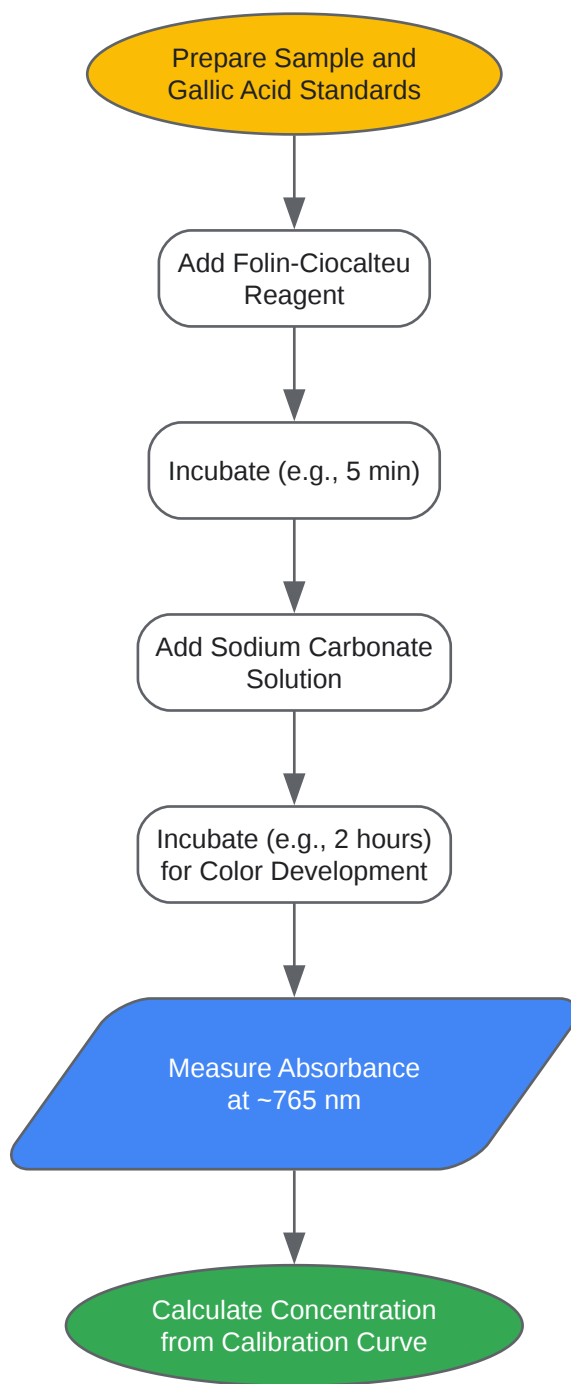 Prepare Sample and
Gallic Acid Standards
Add Folin-Ciocalteu
Reagent
Incubate (e.g., 5 min)
Add Sodium Carbonate
Solution
Incubate (e.g., 2 hours)
for Color Development
Measure Absorbance
at ~765 nm
Calculate Concentration
from Calibration Curve